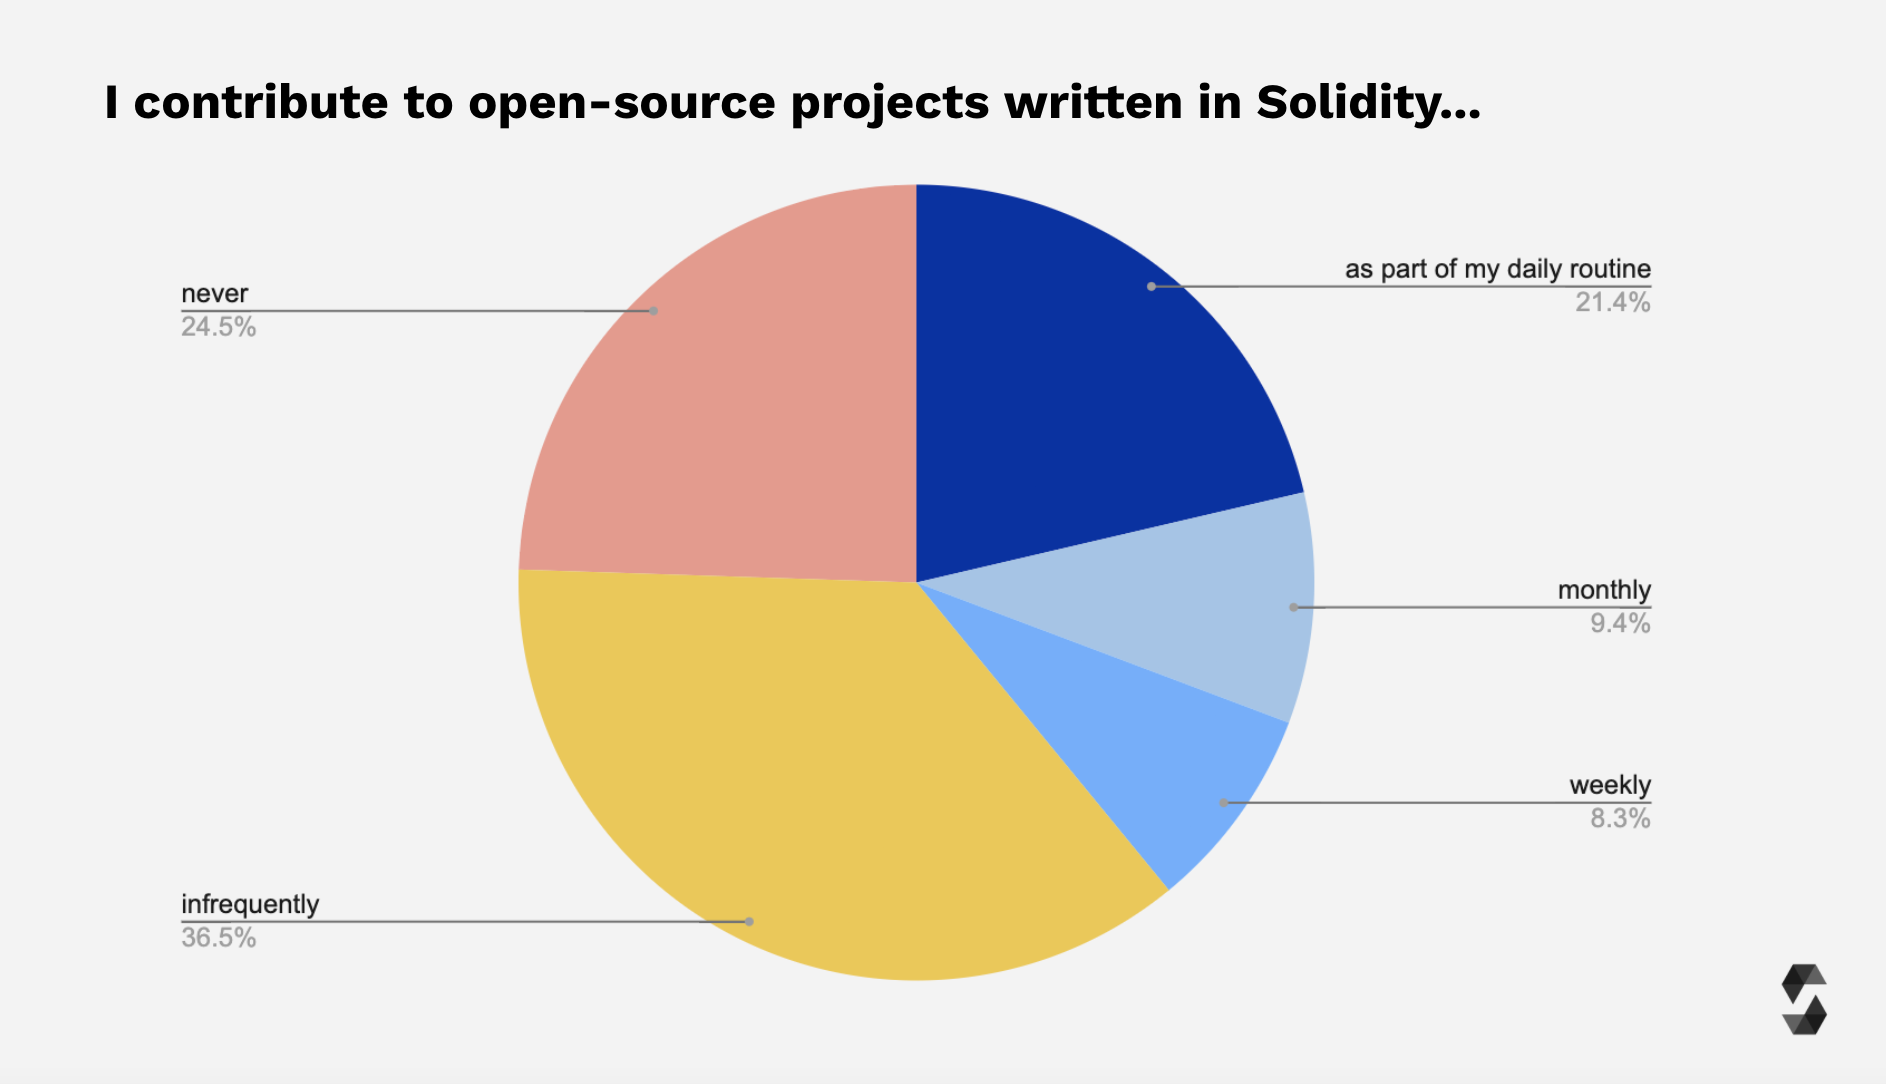 I contribute to open-source projects written in Solidity...
never
24.5%
as part of my daily routine
21.4%
monthly
9.4%
weekly
8.3%
infrequently
36.5%